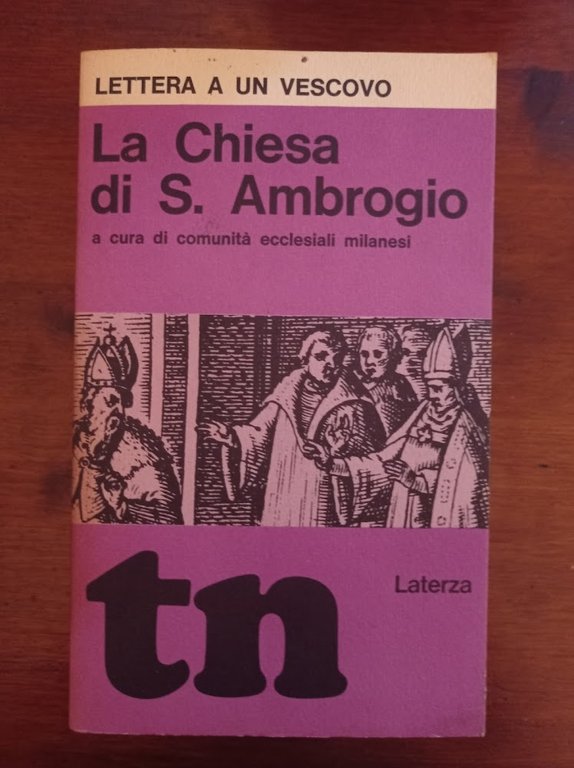 LETTERA A UN VESCOVO
La Chiesa
di S. Ambrogio
a cura di comunità ecclesiali milanesi
Laterza
tn